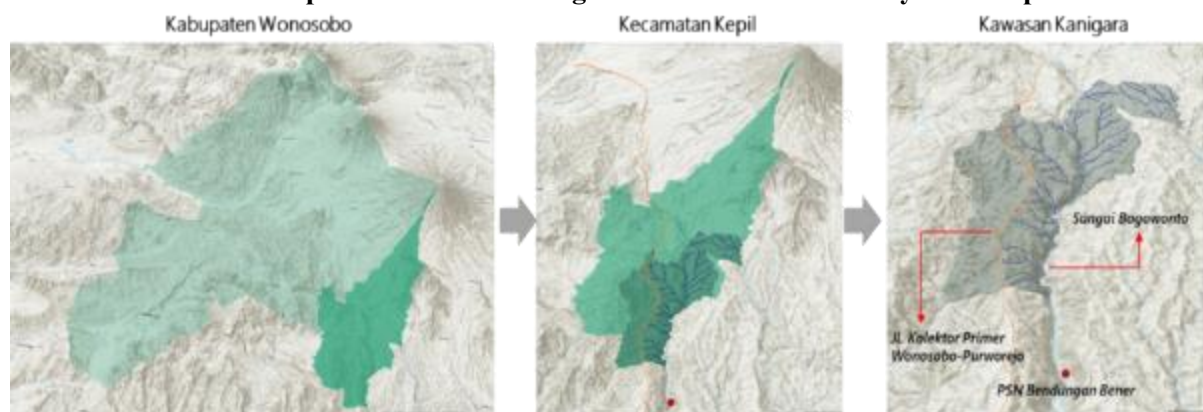 Kabupaten Wonosobo
Kecamatan Kepil
Kawasan Kanigara
Sungai Bogowonto
JL Kolektor Primer
Wonosobo-Purworejo
PSN Bendungan Bener